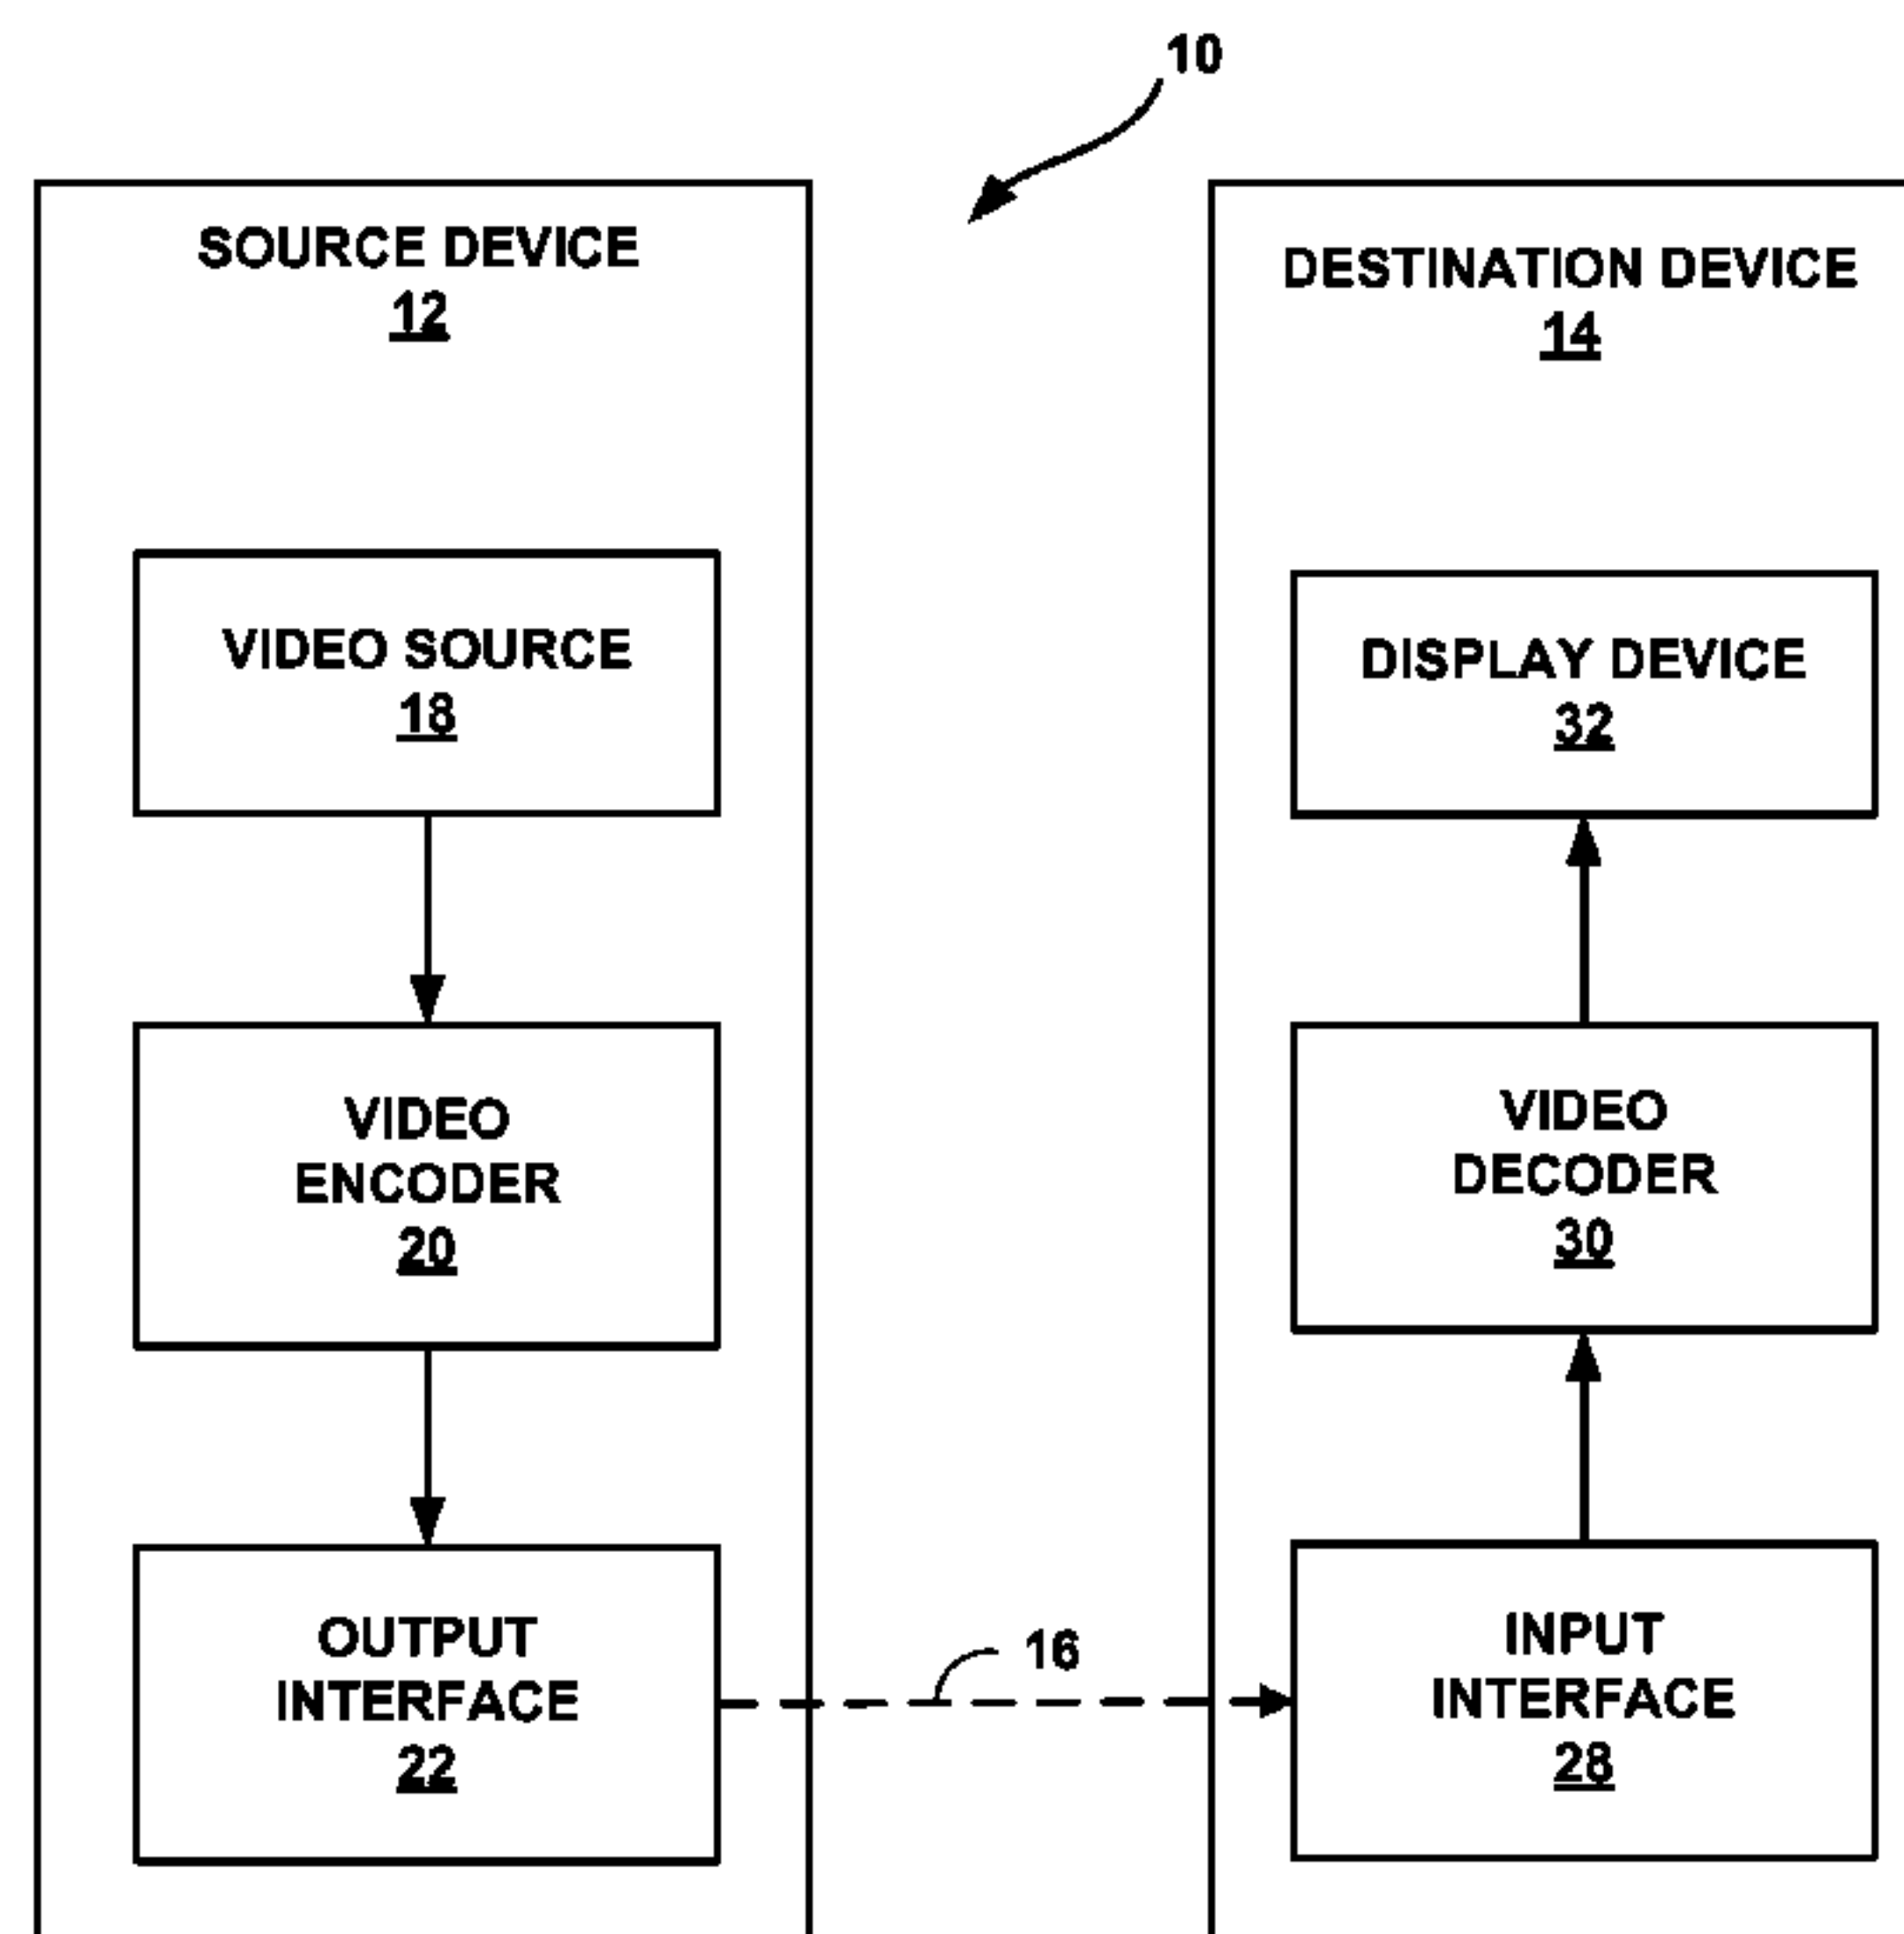 10
SOURCE DEVICE
12
VIDEO SOURCE
18
VIDEO
ENCODER
20
OUTPUT
INTERFACE
22
16
DESTINATION DEVICE
14
DISPLAY DEVICE
32
VIDEO
DECODER
30
INPUT
INTERFACE
28